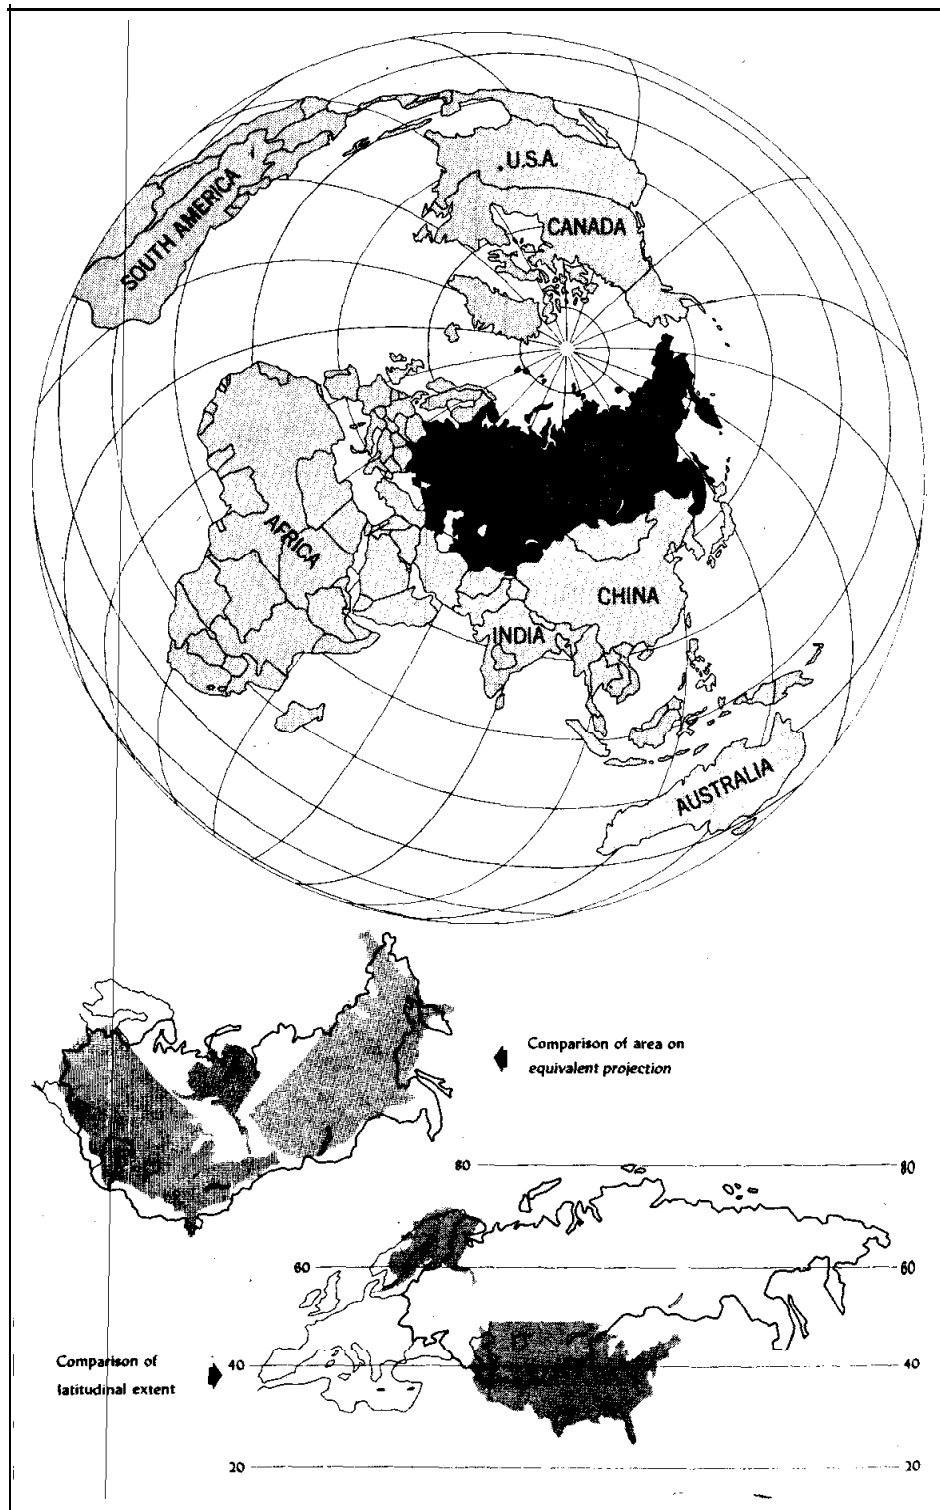 U.S.A.
CANADA
SOUTH AMERICA
AFRICA
CHINA
INDIA
AUSTRALIA
Comparison of area on
equivalent projection
80 80
60 60
Comparison of
latitudinal extent
40 40
20 20